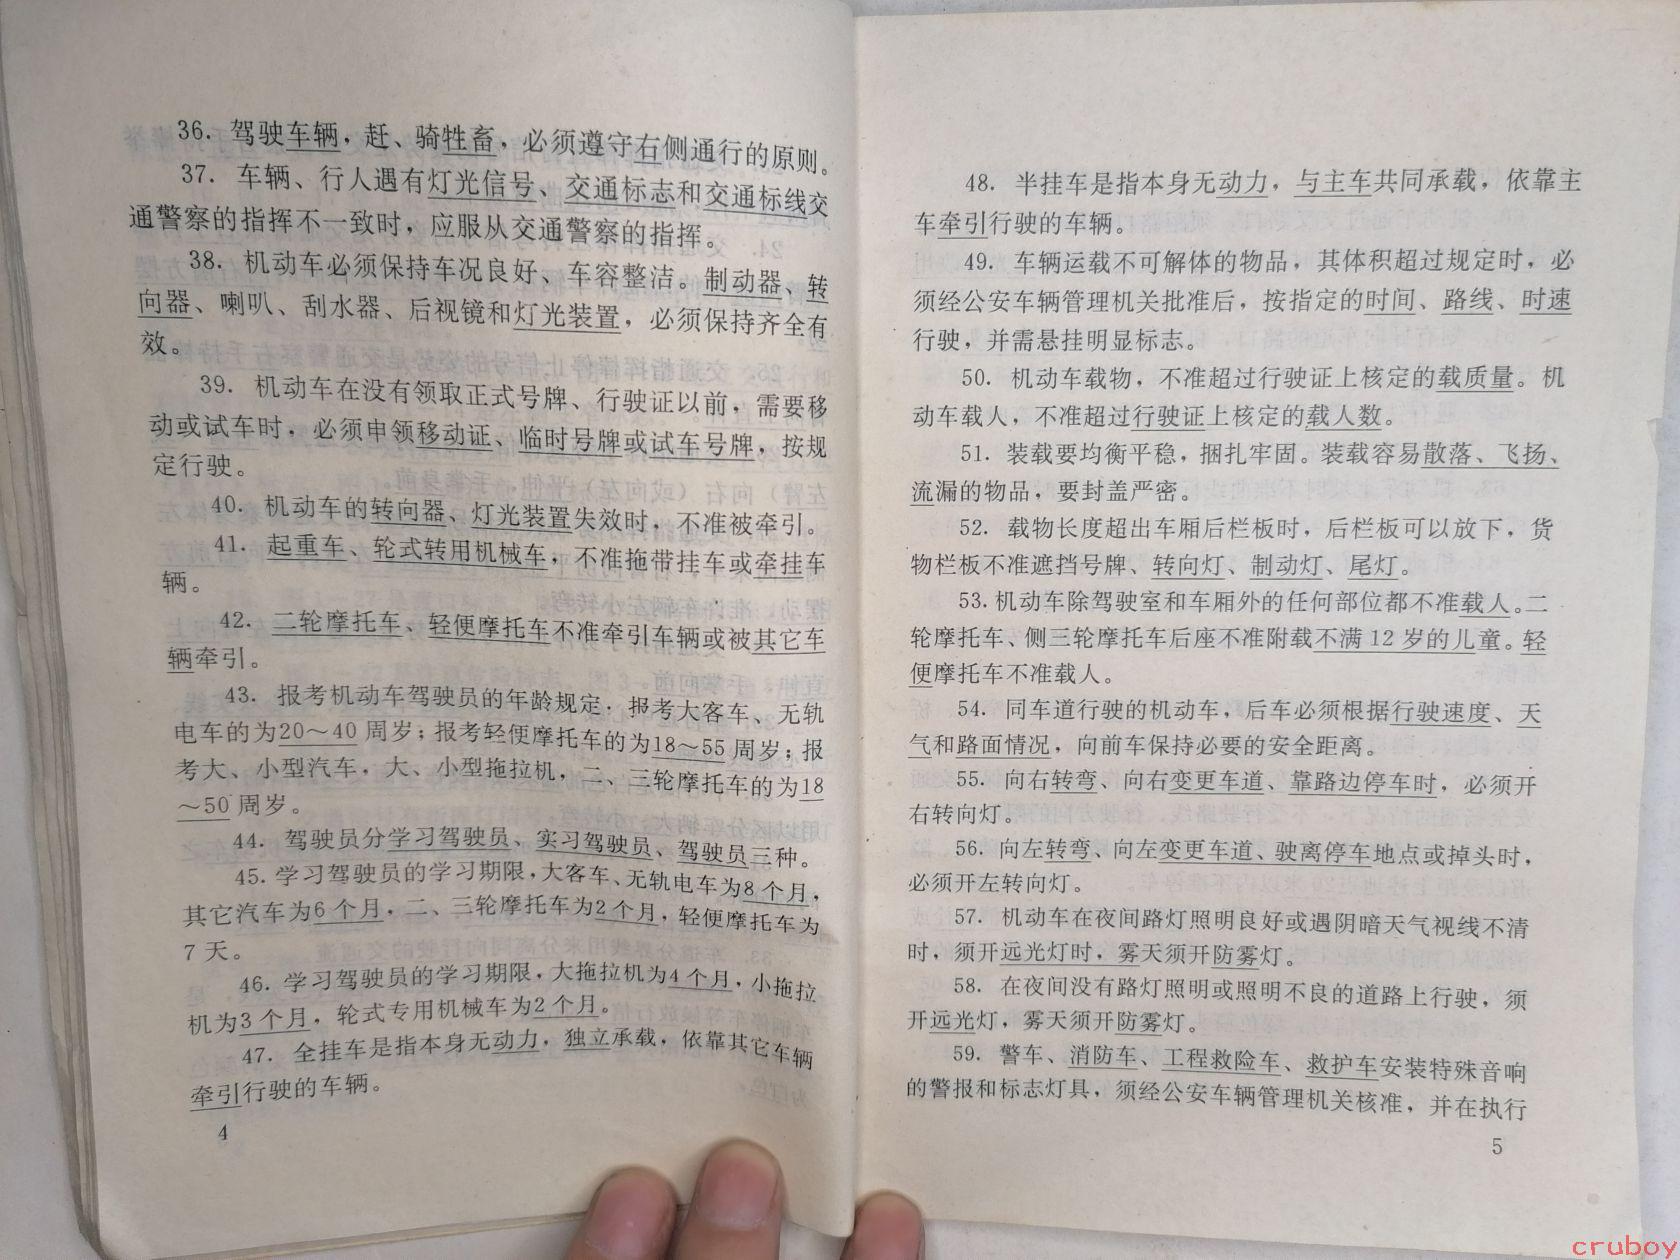 36. 驾驶车辆，赶、骑牲畜，必须遵守右侧通行的原则。
37. 车辆、行人遇有灯光信号、交通标志和交通标线交
通警察的指挥不一致时，应服从交通警察的指挥。
38. 机动车必须保持车况良好、车容整洁。制动器、转
向器、喇叭、刮水器、后视镜和灯光装置，必须保持齐全有
效。
39. 机动车在没有领取正式号牌、行驶证以前，需要移
动或试车时，必须申领移动证、临时号牌或试车号牌，按规
定行驶。
40. 机动车的转向器、灯光装置失效时，不准被牵引。
41. 起重车、轮式转用机械车，不准拖带挂车或牵挂车
辆。
42. 二轮摩托车、轻便摩托车不准牵引车辆或被其它车
辆牵引。
43. 报考机动车驾驶员的年龄规定·报考大客车、无轨
电车的为20～40周岁；报考轻便摩托车的为18～55周岁；报
考大、小型汽车，大、小型拖拉机，二、三轮摩托车的为18
～50周岁。
44. 驾驶员分学习驾驶员、实习驾驶员、驾驶员三种。
45. 学习驾驶员的学习期限，大客车、无轨电车为8个月，
其它汽车为6个月，二、三轮摩托车为2个月，轻便摩托车为
7天。
46. 学习驾驶员的学习期限，大拖拉机为4个月，小拖拉
机为3个月，轮式专用机械车为2个月。
47. 全挂车是指本身无动力，独立承载，依靠其它车辆
牵引行驶的车辆。
4
48. 半挂车是指本身无动力，与主车共同承载，依靠主
车牵引行驶的车辆。
49. 车辆运载不可解体的物品，其体积超过规定时，必
须经公安车辆管理机关批准后，按指定的时间、路线、时速
行驶，并需悬挂明显标志。
50. 机动车载物，不准超过行驶证上核定的载质量。机
动车载人，不准超过行驶证上核定的载人数。
51. 装载要均衡平稳，捆扎牢固。装载容易散落、飞扬、
流漏的物品，要封盖严密。
52. 载物长度超出车厢后栏板时，后栏板可以放下，货
物栏板不准遮挡号牌、转向灯、制动灯、尾灯。
53. 机动车除驾驶室和车厢外的任何部位都不准载人。二
轮摩托车、侧三轮摩托车后座不准附载不满12岁的儿童。轻
便摩托车不准载人。
54. 同车道行驶的机动车，后车必须根据行驶速度、天
气和路面情况，向前车保持必要的安全距离。
55. 向右转弯、向右变更车道、靠路边停车时，必须开
右转向灯。
56. 向左转弯、向左变更车道、驶离停车地点或掉头时，
必须开左转向灯。
57. 机动车在夜间路灯照明良好或遇阴暗天气视线不清
时，须开远光灯时，雾天须开防雾灯。
58. 在夜间没有路灯照明或照明不良的道路上行驶，须
开远光灯，雾天须开防雾灯。
59. 警车、消防车、工程救险车、救护车安装特殊音响
的警报和标志灯具，须经公安车辆管理机关核准，并在执行
5
cruboy